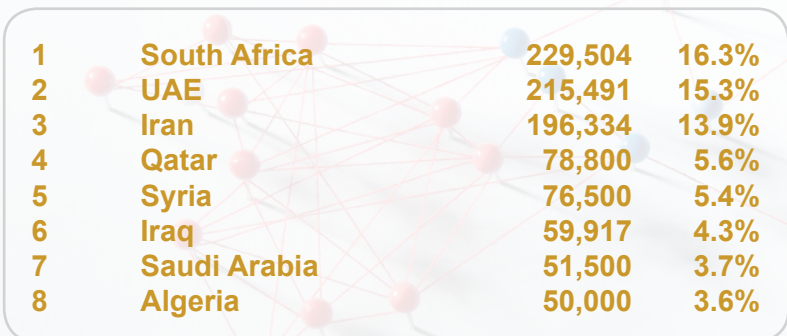 1 South Africa 229,504 16.3%
2 UAE 215,491 15.3%
3 Iran 196,334 13.9%
4 Qatar 78,800 5.6%
5 Syria 76,500 5.4%
6 Iraq 59,917 4.3%
7 Saudi Arabia 51,500 3.7%
8 Algeria 50,000 3.6%